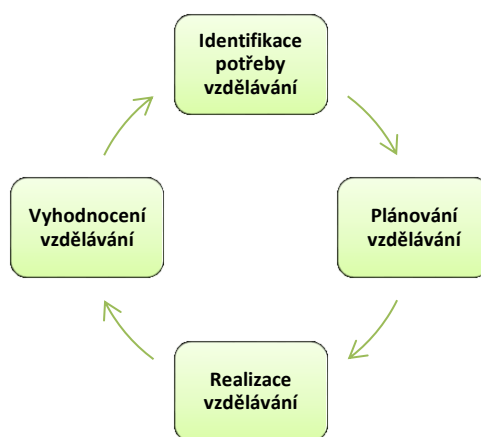 Identifikace
potřeby
vzdělávání
Plánování
vzdělávání
Realizace
vzdělávání
Vyhodnocení
vzdělávání